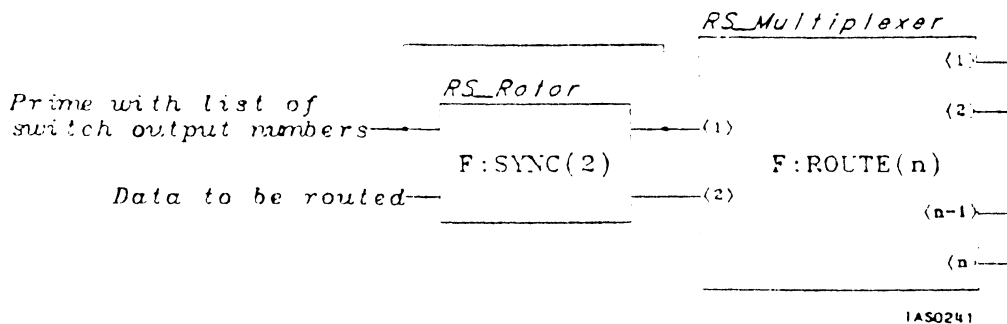 RS_Multiplexer
<1>
RS_Rotor
<2>
Prime with list of
switch output numbers
<1>
F:SYNC(2)
F:ROUTE(n)
Data to be routed
<2>
<n-1>
<n
IAS0241